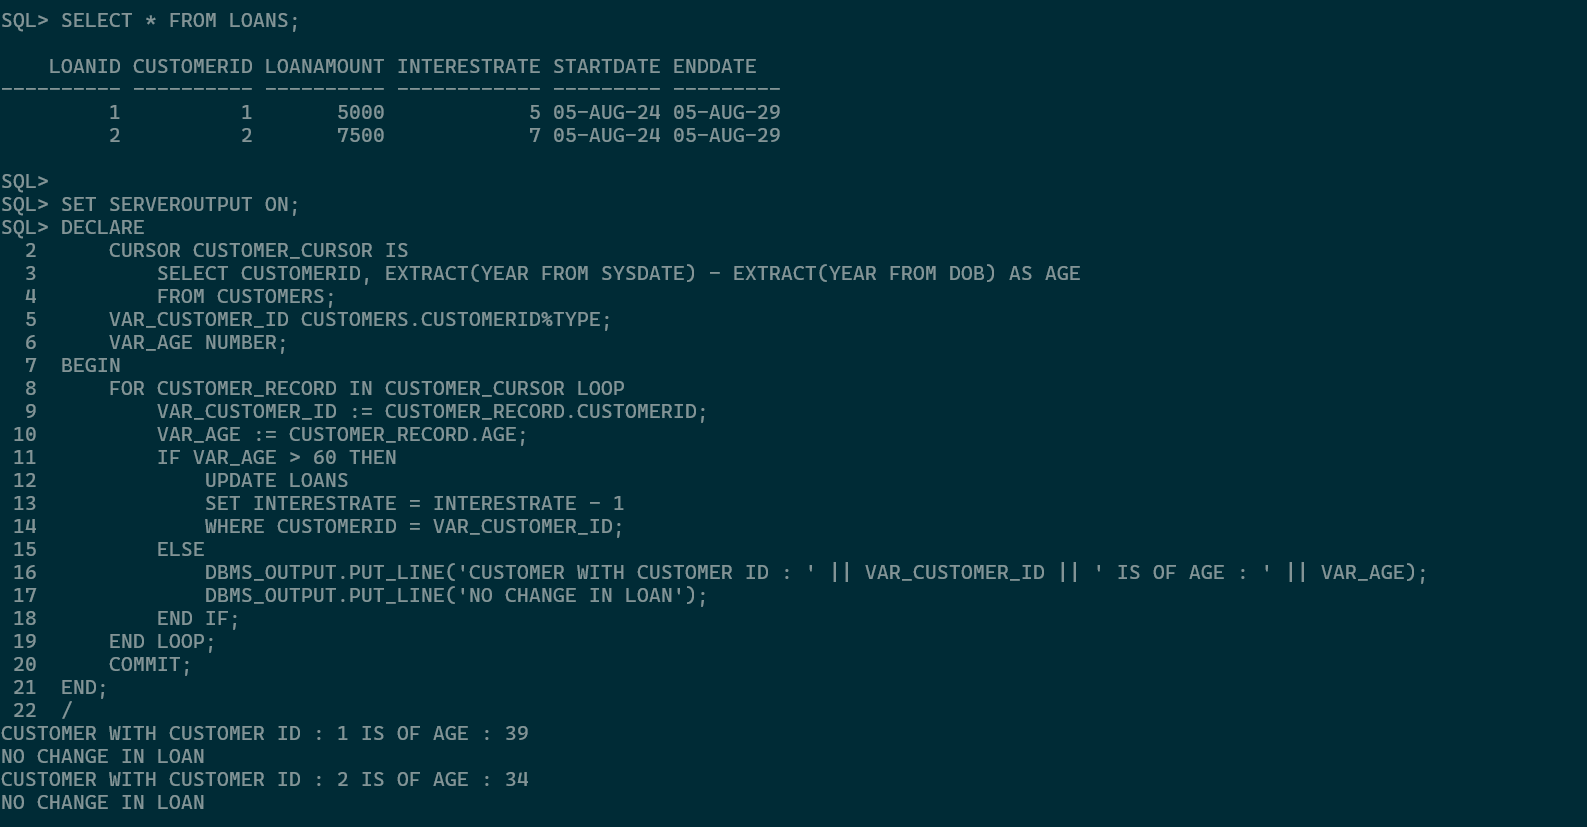 SQL> SELECT * FROM LOANS;
    LOANID CUSTOMERID LOANAMOUNT INTERESTRATE STARTDATE ENDDATE
---------- ---------- ---------- ------------ --------- ---------
         1          1       5000            5 05-AUG-24 05-AUG-29
         2          2       7500            7 05-AUG-24 05-AUG-29
SQL>
SQL> SET SERVEROUTPUT ON;
SQL> DECLARE
  2      CURSOR CUSTOMER_CURSOR IS
  3          SELECT CUSTOMERID, EXTRACT(YEAR FROM SYSDATE) - EXTRACT(YEAR FROM DOB) AS AGE
  4          FROM CUSTOMERS;
  5      VAR_CUSTOMER_ID CUSTOMERS.CUSTOMERID%TYPE;
  6      VAR_AGE NUMBER;
  7  BEGIN
  8      FOR CUSTOMER_RECORD IN CUSTOMER_CURSOR LOOP
  9          VAR_CUSTOMER_ID := CUSTOMER_RECORD.CUSTOMERID;
 10          VAR_AGE := CUSTOMER_RECORD.AGE;
 11          IF VAR_AGE > 60 THEN
 12              UPDATE LOANS
 13              SET INTERESTRATE = INTERESTRATE - 1
 14              WHERE CUSTOMERID = VAR_CUSTOMER_ID;
 15          ELSE
 16              DBMS_OUTPUT.PUT_LINE('CUSTOMER WITH CUSTOMER ID : ' || VAR_CUSTOMER_ID || ' IS OF AGE : ' || VAR_AGE);
 17              DBMS_OUTPUT.PUT_LINE('NO CHANGE IN LOAN');
 18          END IF;
 19      END LOOP;
 20      COMMIT;
 21  END;
 22  /
CUSTOMER WITH CUSTOMER ID : 1 IS OF AGE : 39
NO CHANGE IN LOAN
CUSTOMER WITH CUSTOMER ID : 2 IS OF AGE : 34
NO CHANGE IN LOAN